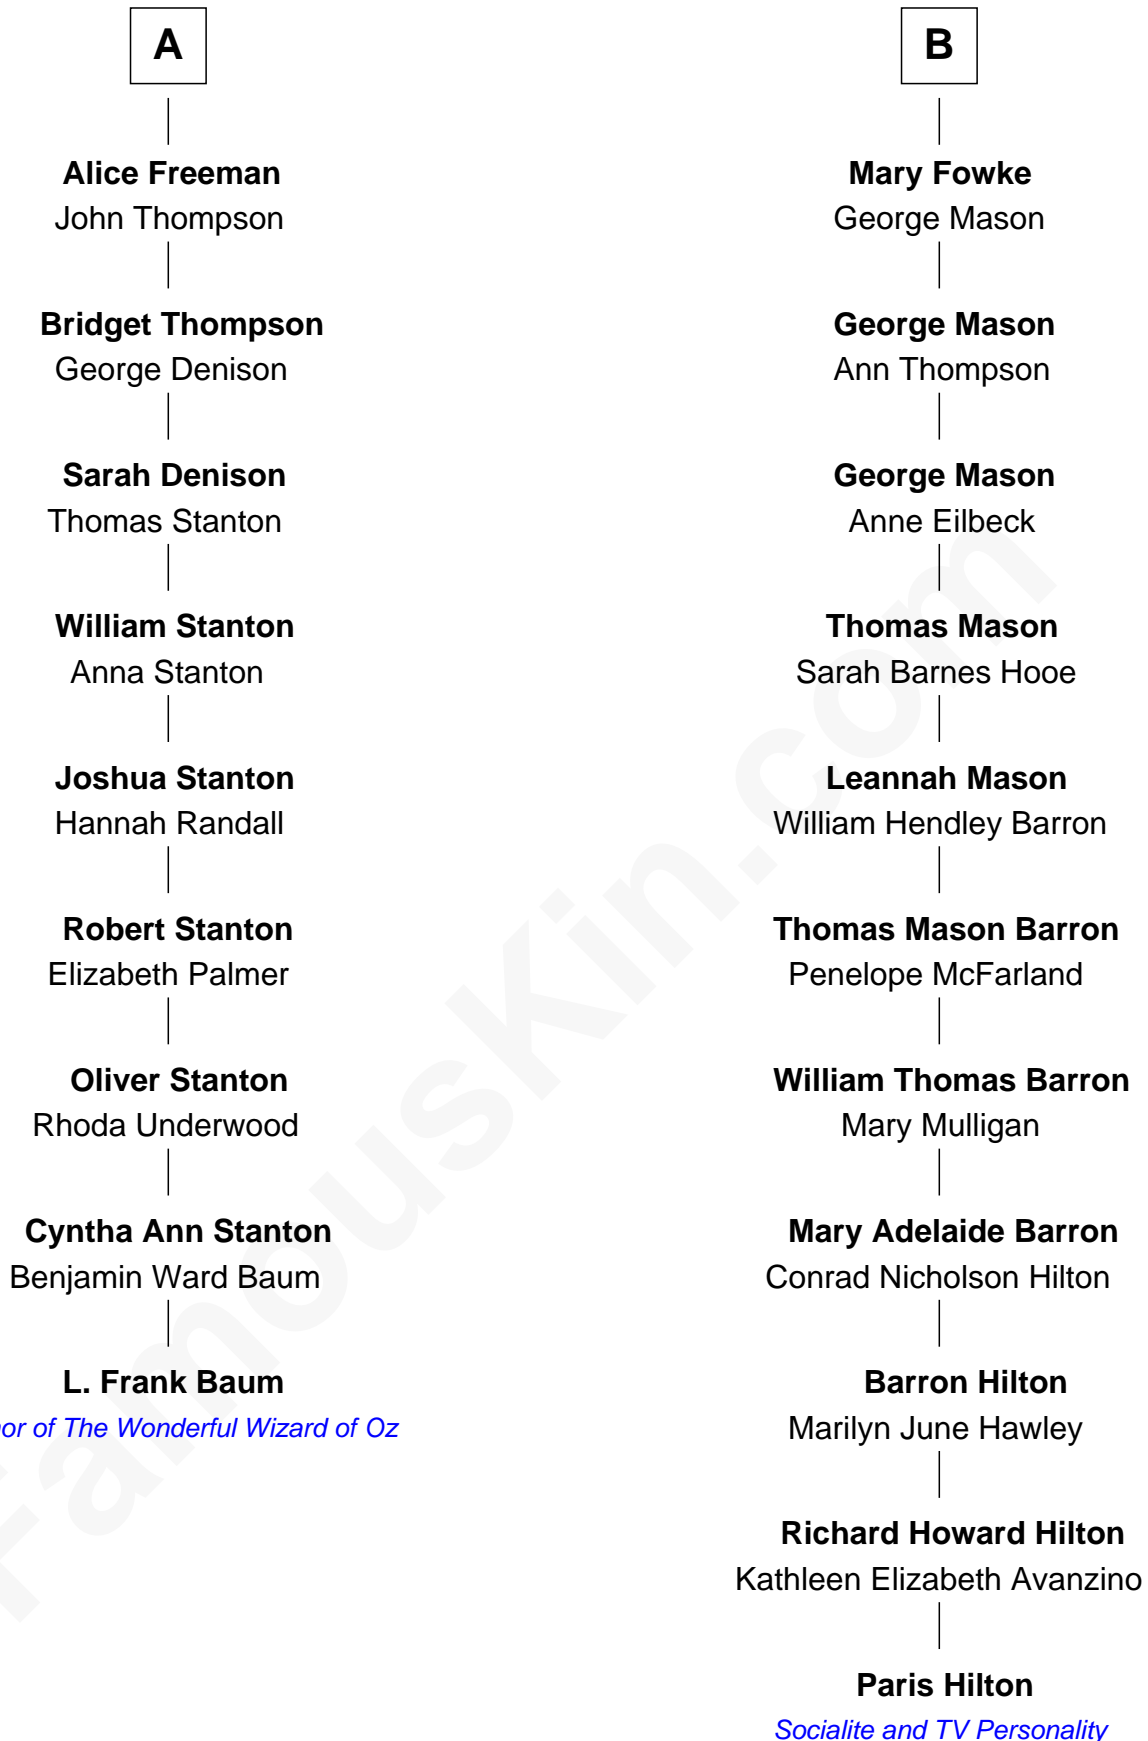 A
Alice Freeman
John Thompson
Bridget Thompson
George Denison
Sarah Denison
Thomas Stanton
William Stanton
Anna Stanton
Joshua Stanton
Hannah Randall
Robert Stanton
Elizabeth Palmer
Oliver Stanton
Rhoda Underwood
Cyntha Ann Stanton
Benjamin Ward Baum
L. Frank Baum
or of The Wonderful Wizard of Oz
B
Mary Fowke
George Mason
George Mason
Ann Thompson
George Mason
Anne Eilbeck
Thomas Mason
Sarah Barnes Hooe
Leannah Mason
William Hendley Barron
Thomas Mason Barron
Penelope McFarland
William Thomas Barron
Mary Mulligan
Mary Adelaide Barron
Conrad Nicholson Hilton
Barron Hilton
Marilyn June Hawley
Richard Howard Hilton
Kathleen Elizabeth Avanzino
Paris Hilton
Socialite and TV Personality
FamousKin.com